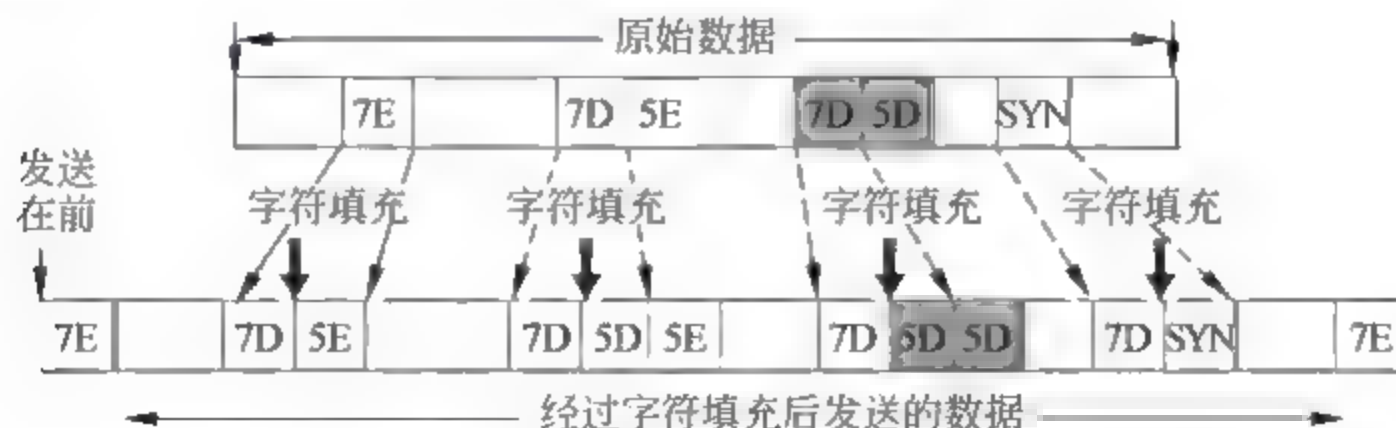 原始数据
7E 7D 5E 7D 5D SYN
发送
在前
字符填充 字符填充 字符填充 字符填充
7E 7D 5E 7D 5D 5E 7D 5D 5D 7D SYN 7E
经过字符填充后发送的数据